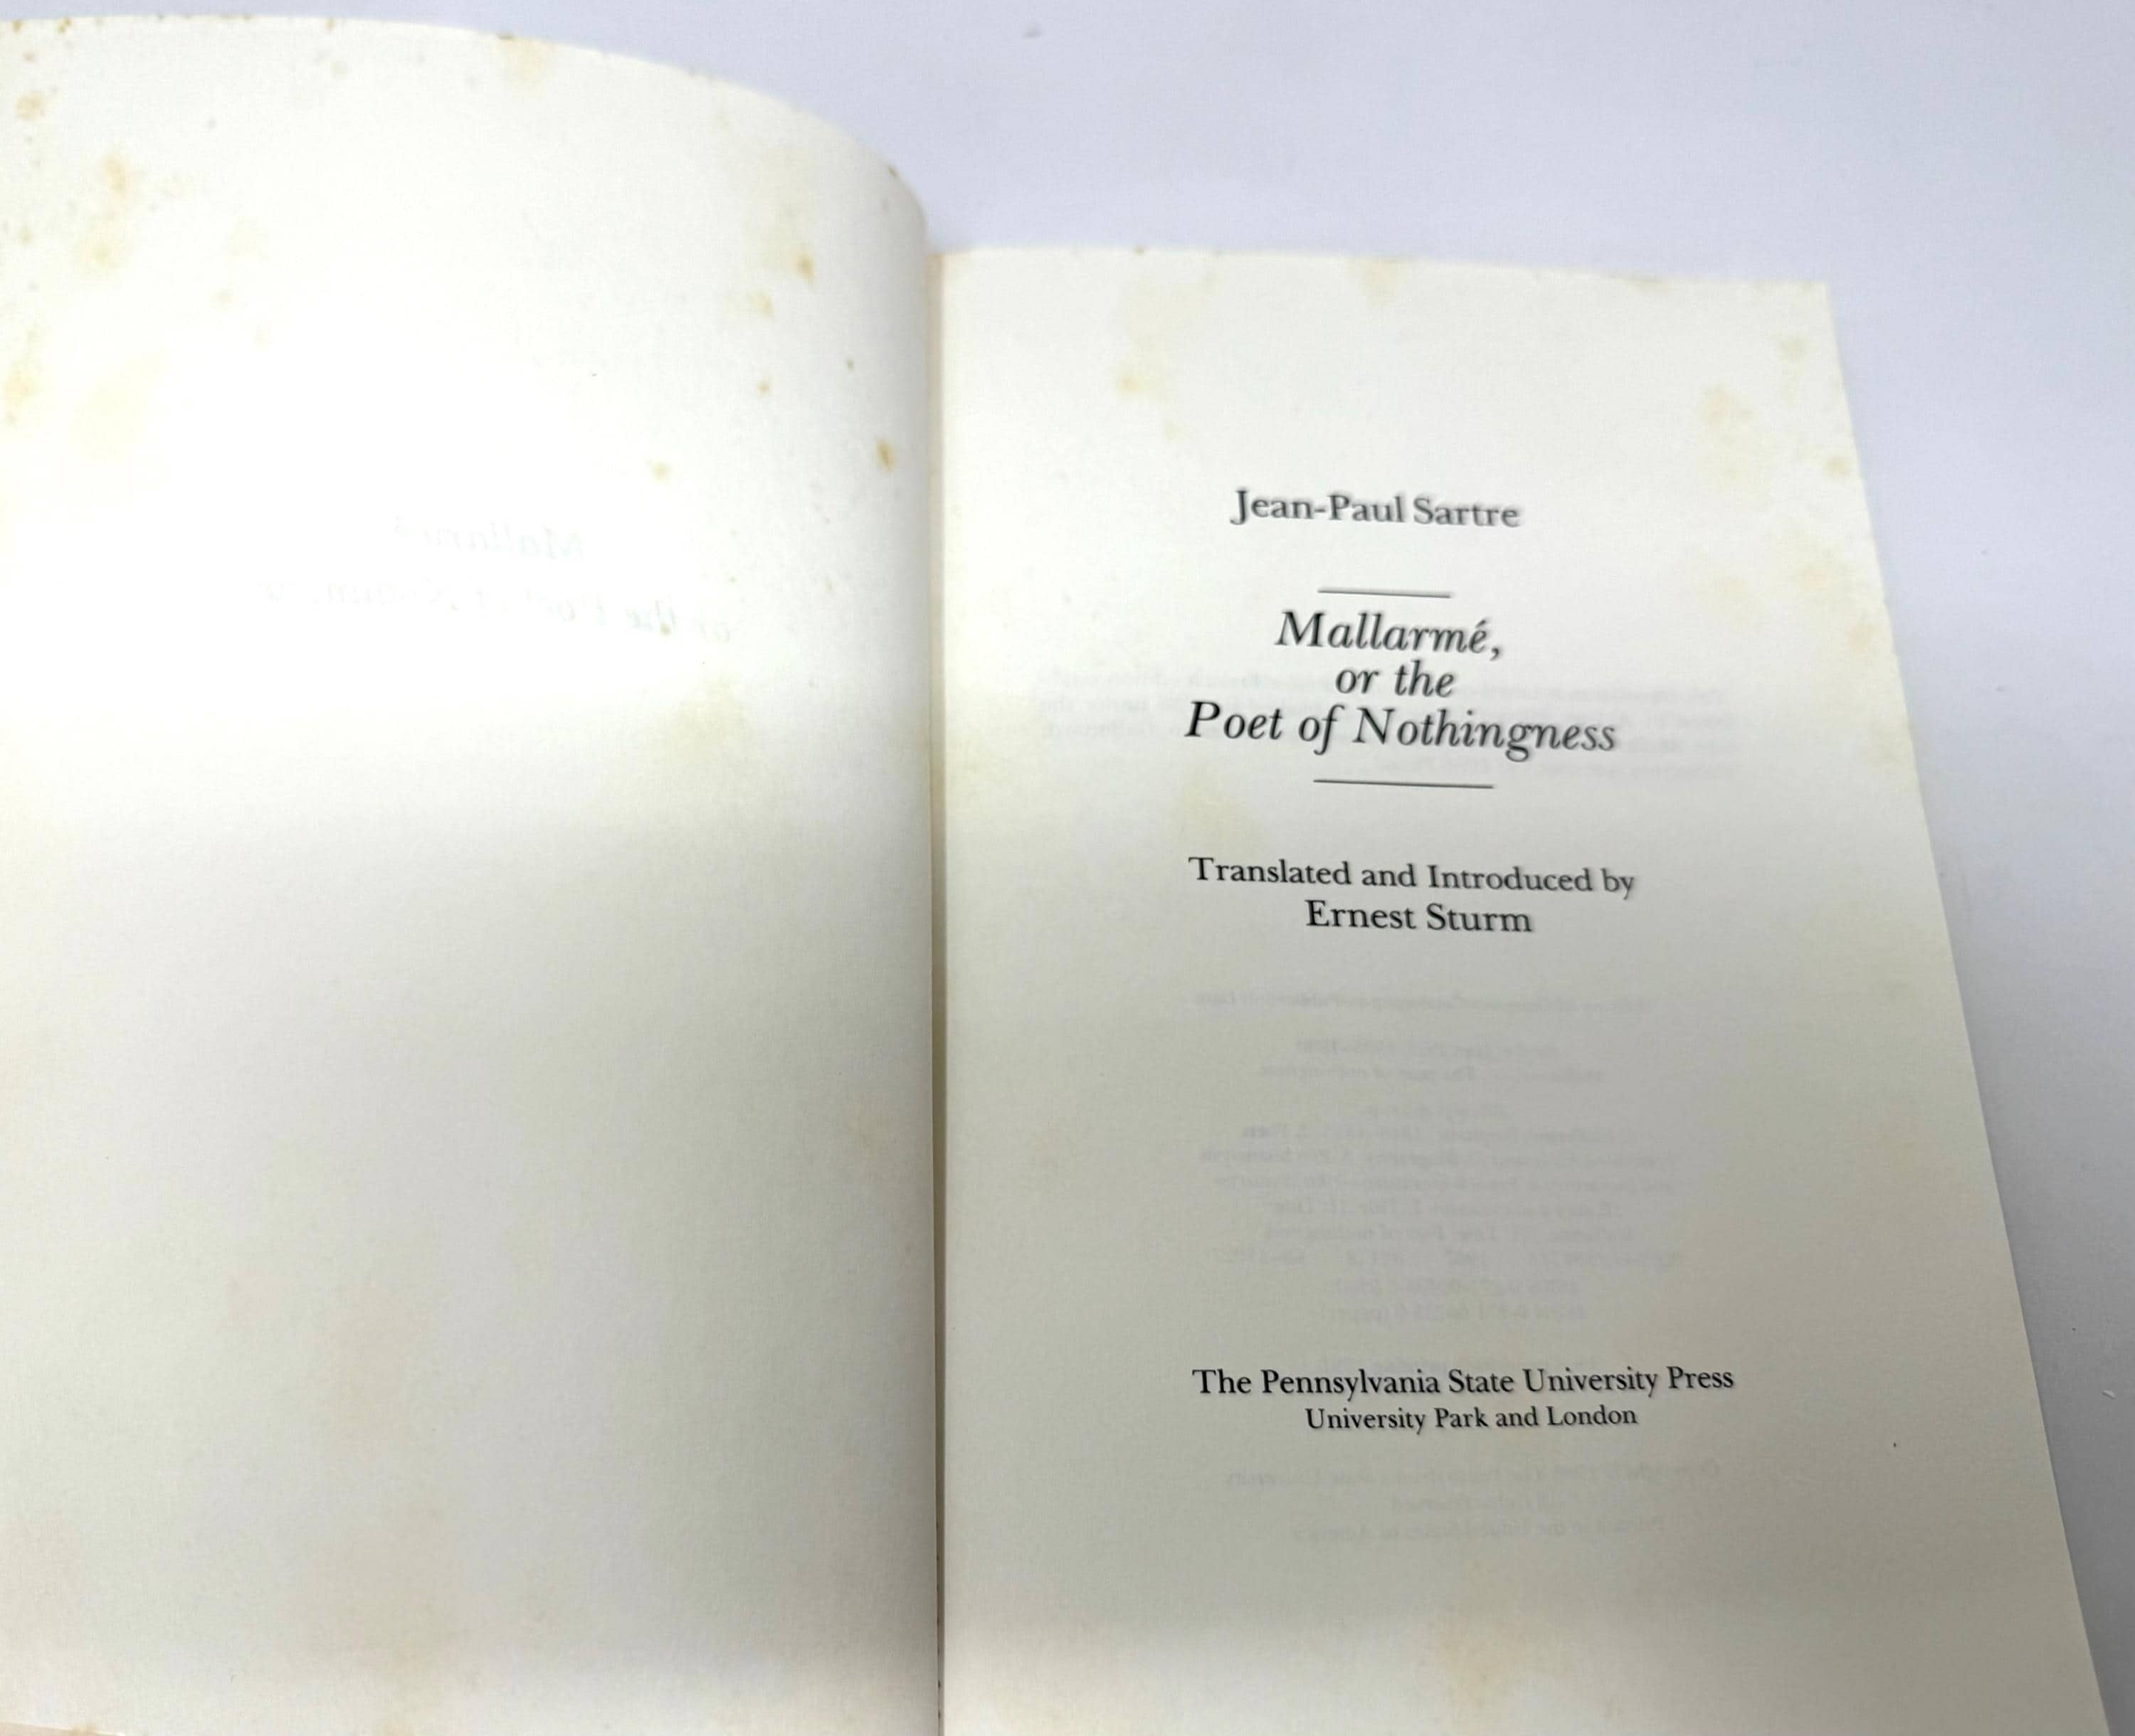 Jean-Paul Sartre
Mallarmé,
or the
Poet of Nothingness
Translated and Introduced by
Ernest Sturm
The Pennsylvania State University Press
University Park and London